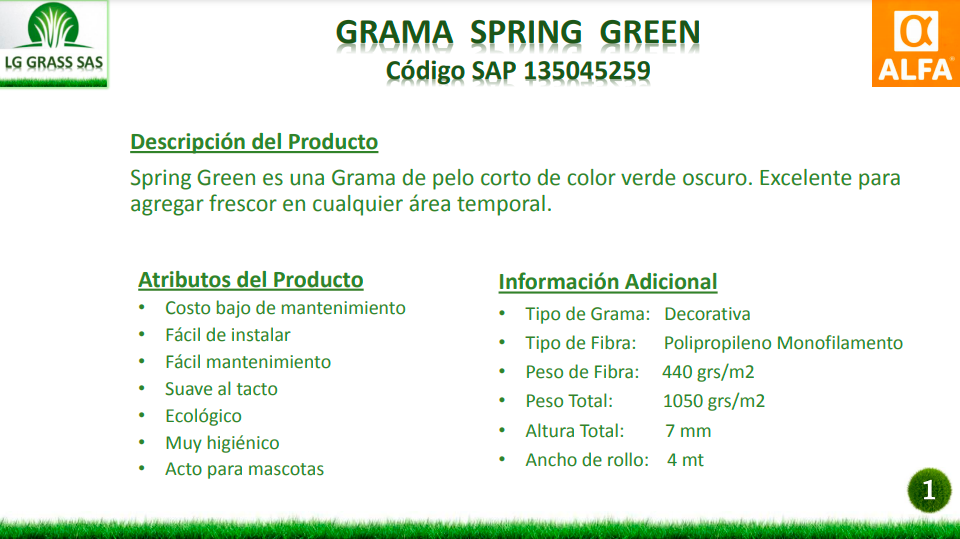 LG GRASS SAS
GRAMA SPRING GREEN
Código SAP 135045259
α
ALFA®
Descripción del Producto
Spring Green es una Grama de pelo corto de color verde oscuro. Excelente para
agregar frescor en cualquier área temporal.
Atributos del Producto
• Costo bajo de mantenimiento
• Fácil de instalar
• Fácil mantenimiento
• Suave al tacto
• Ecológico
• Muy higiénico
• Acto para mascotas
Información Adicional
• Tipo de Grama: Decorativa
• Tipo de Fibra: Polipropileno Monofilamento
• Peso de Fibra: 440 grs/m2
• Peso Total: 1050 grs/m2
• Altura Total: 7 mm
• Ancho de rollo: 4 mt
1